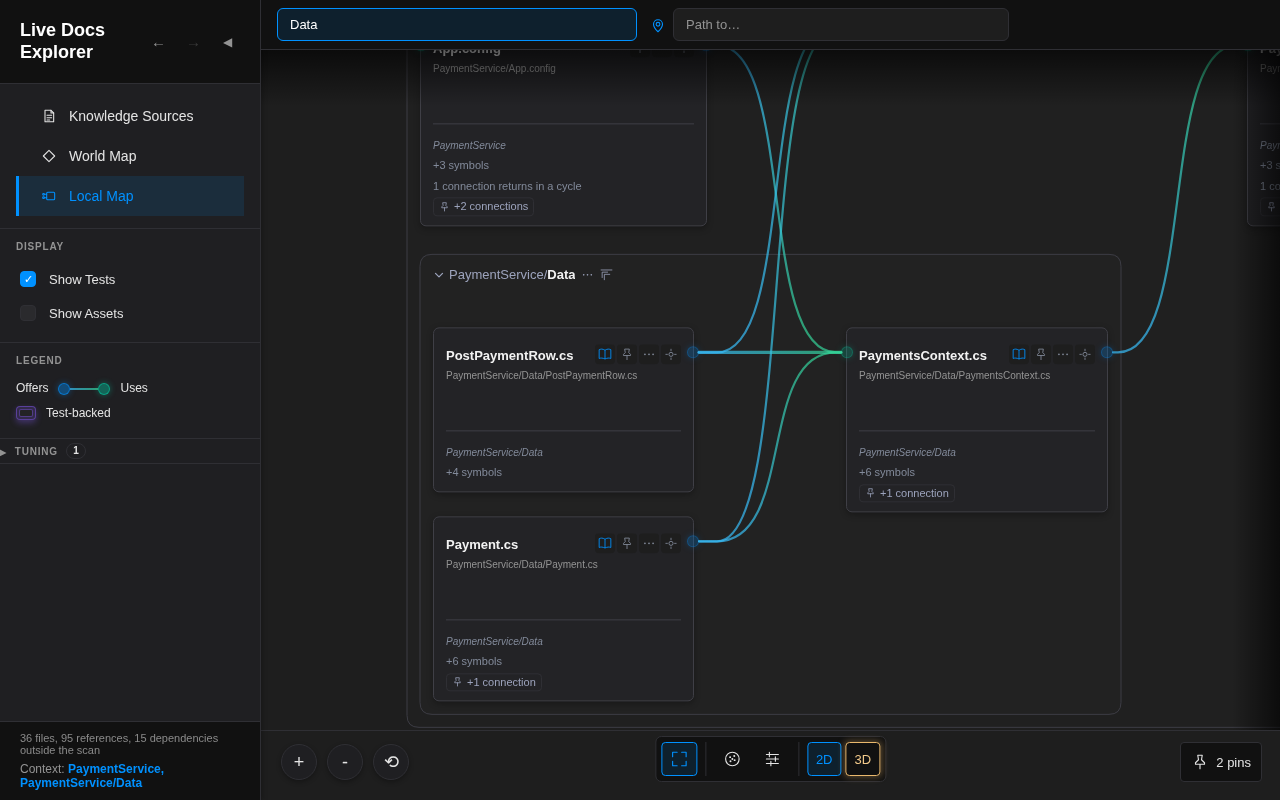 Live Docs
Explorer
←
→
◀
Data
Path to…
Knowledge Sources
World Map
Local Map
DISPLAY
✓
Show Tests
Show Assets
LEGEND
Offers
Uses
Test-backed
▶ TUNING 1
36 files, 95 references, 15 dependencies
outside the scan
Context: PaymentService,
PaymentService/Data
App.config
PaymentService/App.config
PaymentService
+3 symbols
1 connection returns in a cycle
+2 connections
PaymentService/Data ···
PostPaymentRow.cs
PaymentService/Data/PostPaymentRow.cs
PaymentService/Data
+4 symbols
PaymentsContext.cs
PaymentService/Data/PaymentsContext.cs
PaymentService/Data
+6 symbols
+1 connection
Payment.cs
PaymentService/Data/Payment.cs
PaymentService/Data
+6 symbols
+1 connection
+
-
⟲
2D
3D
2 pins